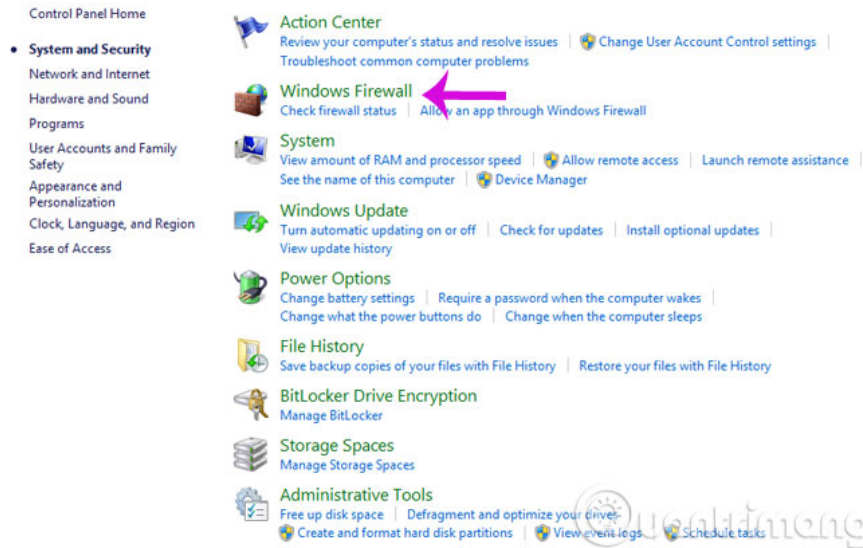 Control Panel Home
System and Security
Network and Internet
Hardware and Sound
Programs
User Accounts and Family
Safety
Appearance and
Personalization
Clock, Language, and Region
Ease of Access
Action Center
Review your computer's status and resolve issues | Change User Account Control settings |
Troubleshoot common computer problems
Windows Firewall
Check firewall status | Allow an app through Windows Firewall
System
View amount of RAM and processor speed | Allow remote access | Launch remote assistance |
See the name of this computer | Device Manager
Windows Update
Turn automatic updating on or off | Check for updates | Install optional updates |
View update history
Power Options
Change battery settings | Require a password when the computer wakes |
Change what the power buttons do | Change when the computer sleeps
File History
Save backup copies of your files with File History | Restore your files with File History
BitLocker Drive Encryption
Manage BitLocker
Storage Spaces
Manage Storage Spaces
Administrative Tools
Free up disk space | Defragment and optimize your drives
Create and format hard disk partitions | View event logs | Schedule tasks
Quantrimang